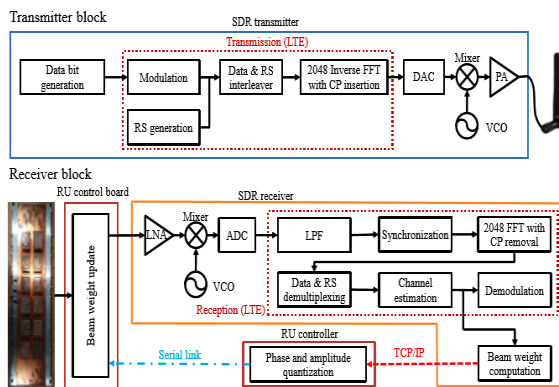 Transmitter block
SDR transmitter
Transmission (LTE)
Data bit
generation
Modulation
RS generation
Data & RS
interleaver
2048 Inverse FFT
with CP insertion
DAC
Mixer
PA
VCO
Receiver block
RU control board
SDR receiver
Beam weight update
LNA
Mixer
VCO
ADC
LPF
Synchronization
2048 FFT with
CP removal
Data & RS
demultiplexing
Channel
estimation
Demodulation
Reception (LTE)
RU controller
Serial link
Phase and amplitude
quantization
TCP/IP
Beam weight
computation